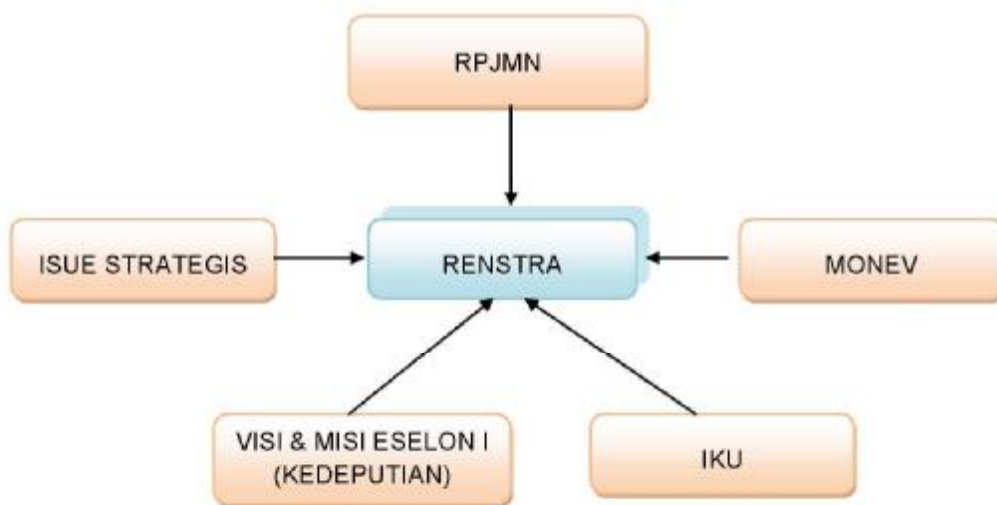 RPJMN
ISUE STRATEGIS
RENSTRA
MONEV
VISI & MISI ESELON I
(KEDEPUTIAN)
IKU